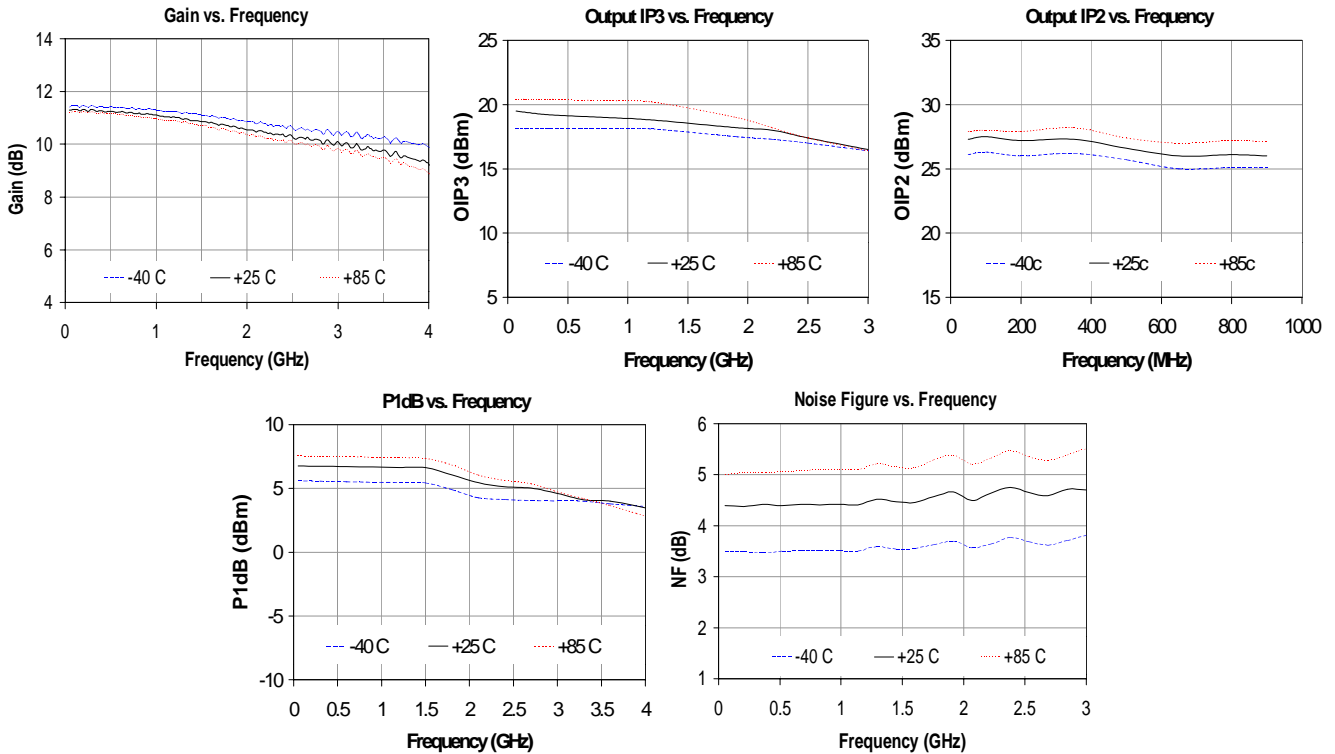 Gain vs. Frequency
14
12
10
8
6
4
Gain (dB)
-40 C +25 C +85 C
0 1 2 3 4
Frequency (GHz)
Output IP3 vs. Frequency
25
20
15
10
5
OIP3 (dBm)
-40 C +25 C +85 C
0 0.5 1 1.5 2 2.5 3
Frequency (GHz)
Output IP2 vs. Frequency
35
30
25
20
15
OIP2 (dBm)
-40c +25c +85c
0 200 400 600 800 1000
Frequency (MHz)
P1dB vs. Frequency
10
5
0
-5
-10
P1dB (dBm)
-40 C +25 C +85 C
0 0.5 1 1.5 2 2.5 3 3.5 4
Frequency (GHz)
Noise Figure vs. Frequency
6
5
4
3
2
1
NF (dB)
-40 C +25 C +85 C
0 0.5 1 1.5 2 2.5 3
Frequency (GHz)